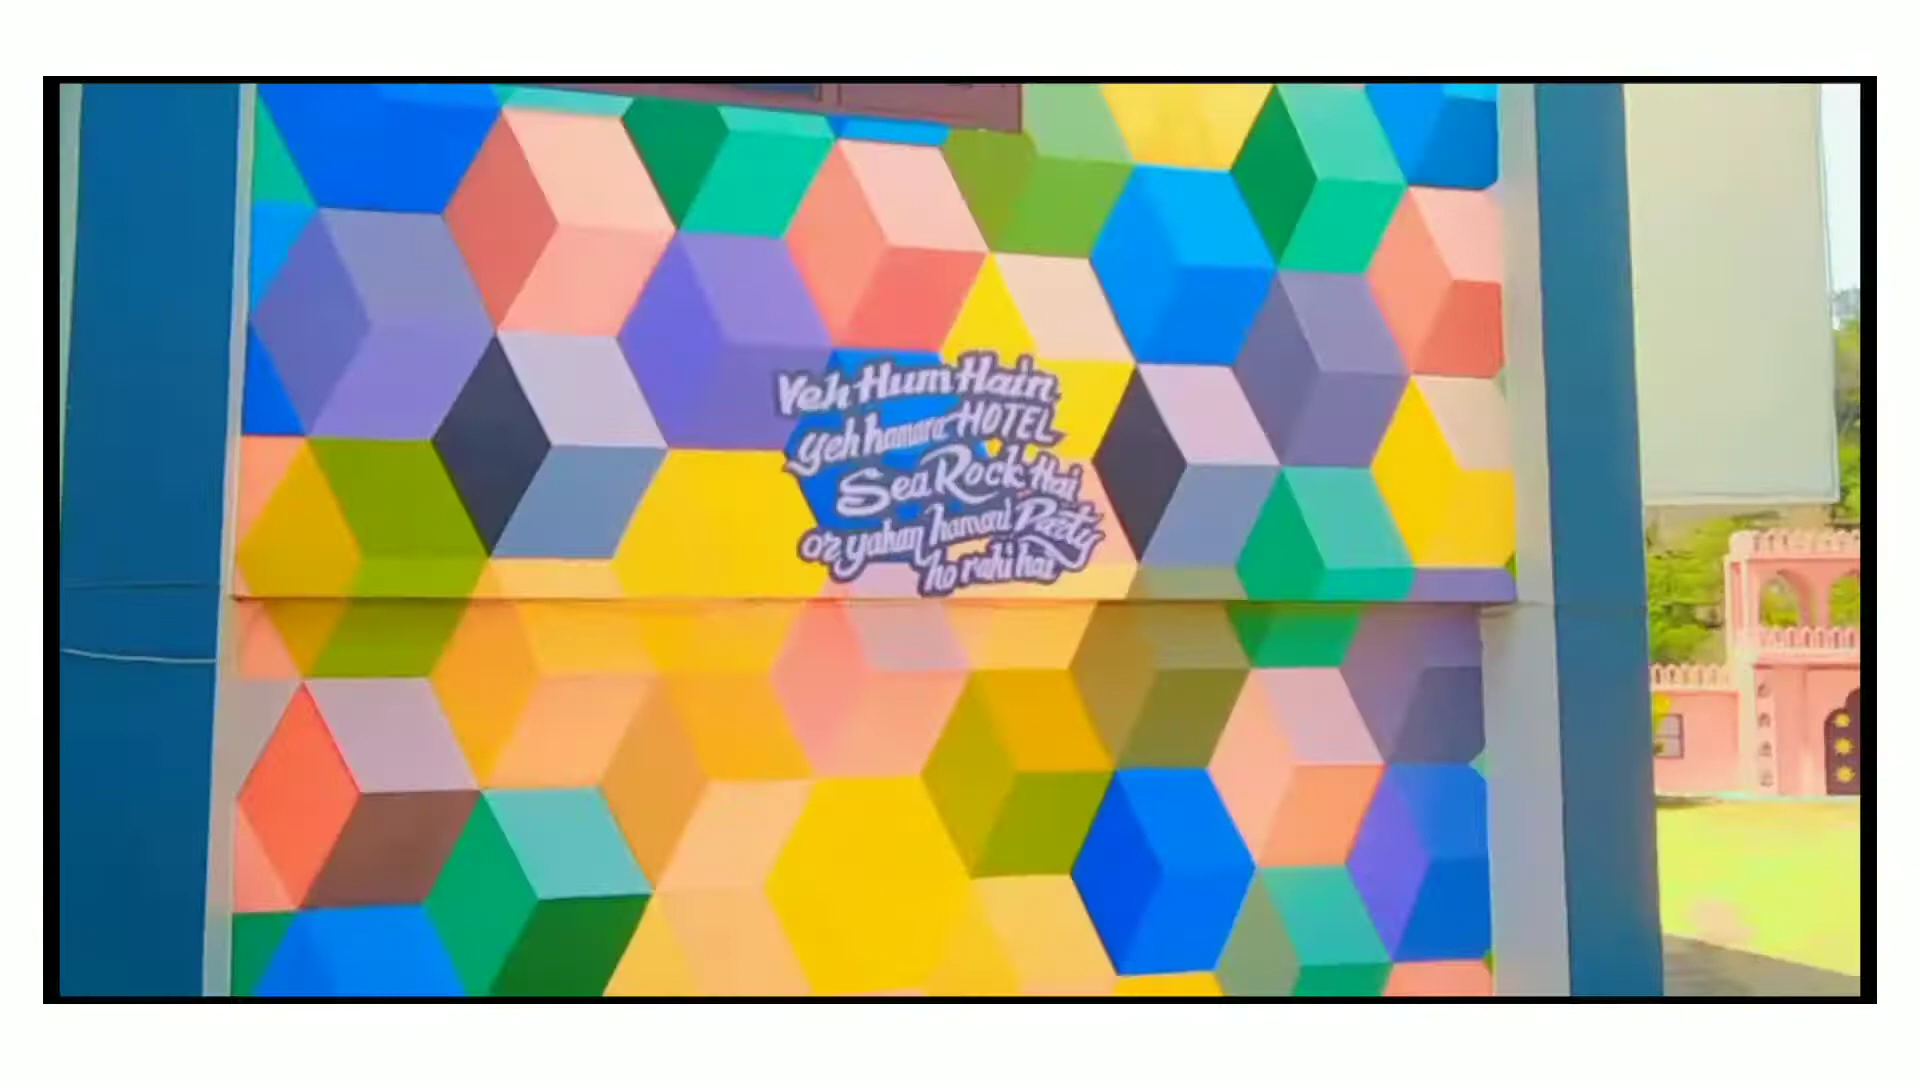 Yeh Hum Hain
yeh hamara HOTEL
Sea Rock Hai
or yahan hamari Party
ho rahi hai